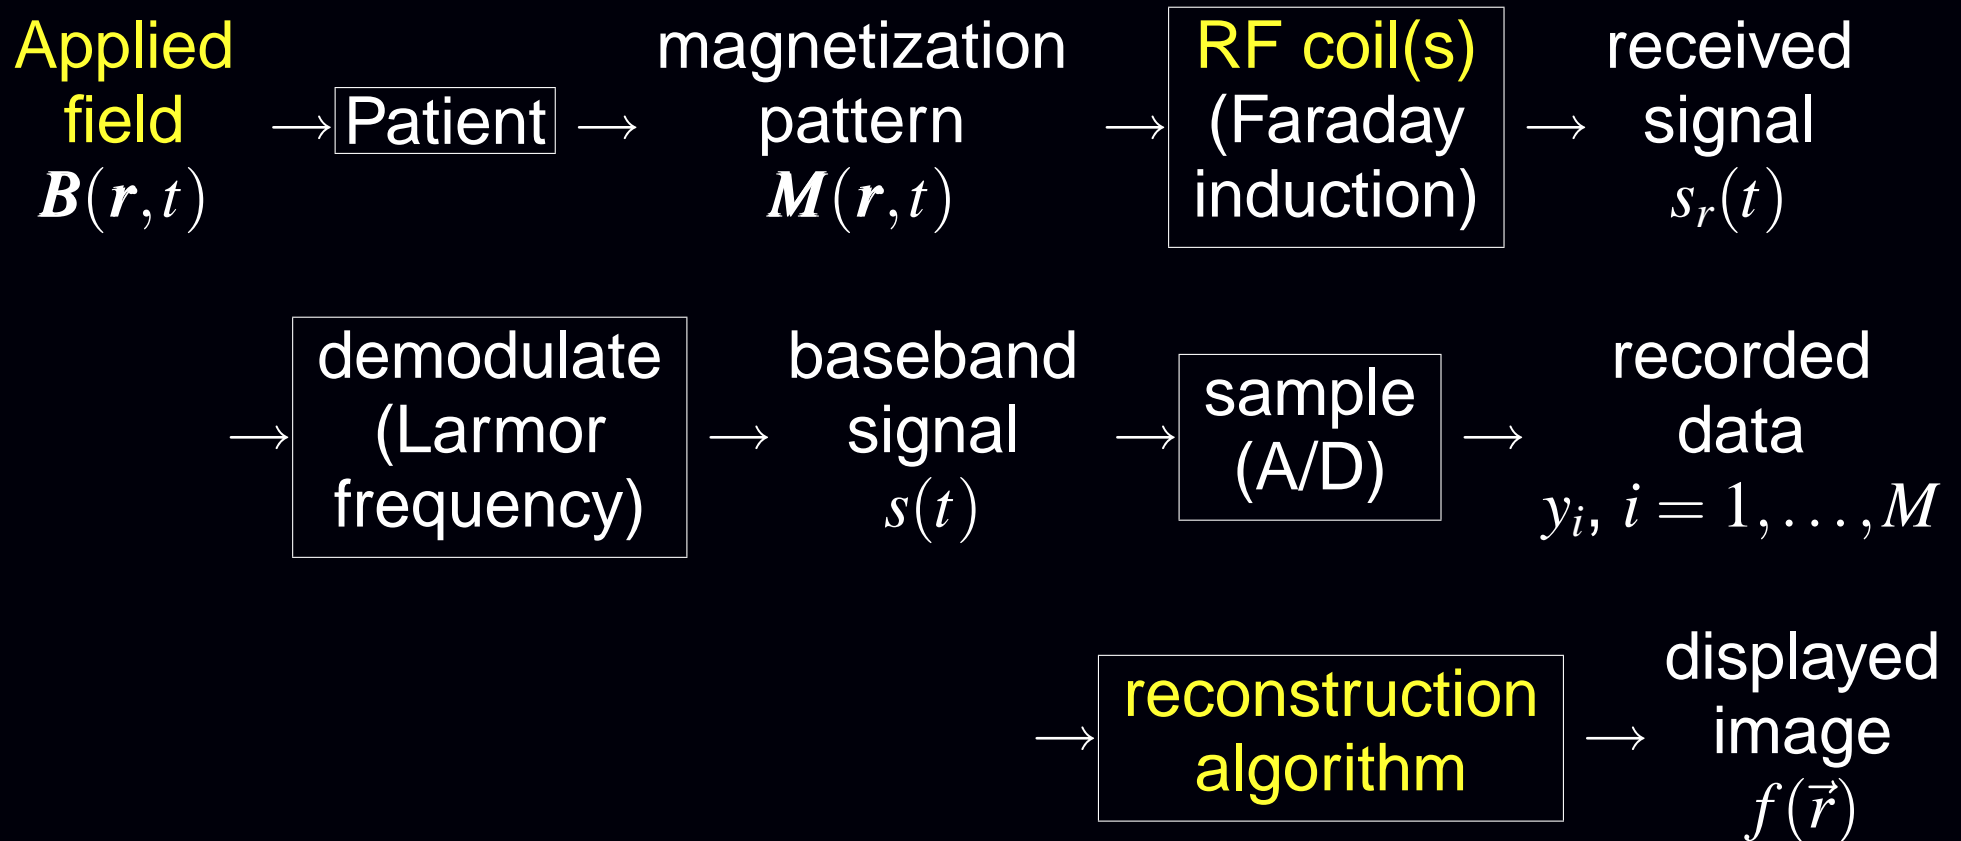 Applied
field
B(r,t)
→
Patient
→
magnetization
pattern
M(r,t)
→
RF coil(s)
(Faraday
induction)
→
received
signal
s_r(t)
→
demodulate
(Larmor
frequency)
→
baseband
signal
s(t)
→
sample
(A/D)
→
recorded
data
y_i, i = 1,...,M
→
reconstruction
algorithm
→
displayed
image
f(r⃗)